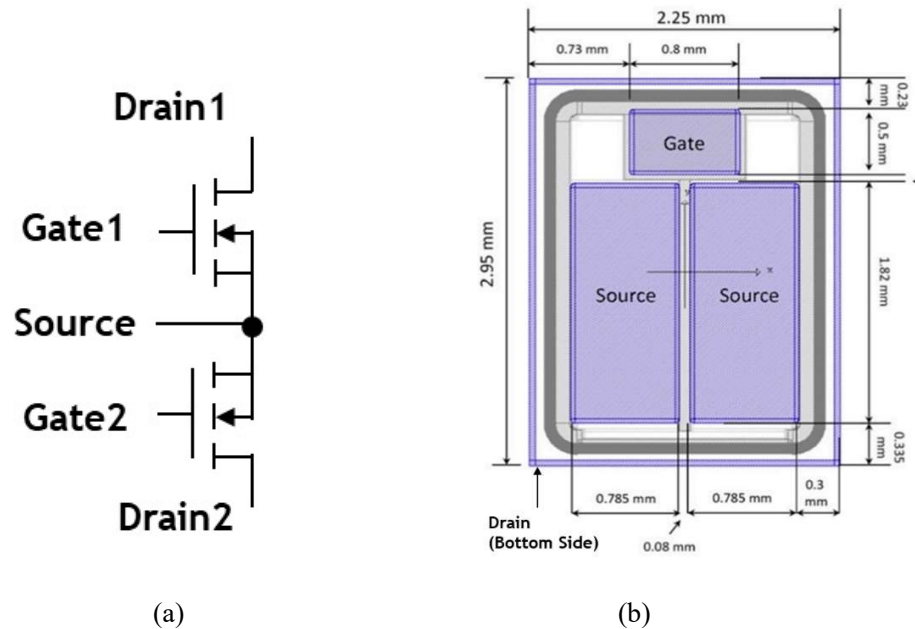 Drain1
Gate1
Source
Gate2
Drain2
(a)
2.25 mm
0.73 mm
0.8 mm
0.23
mm
Gate
0.5 mm
2.95 mm
x
Source
Source
1.82 mm
0.335
mm
0.785 mm
0.785 mm
0.3
mm
Drain
(Bottom Side)
0.08 mm
(b)